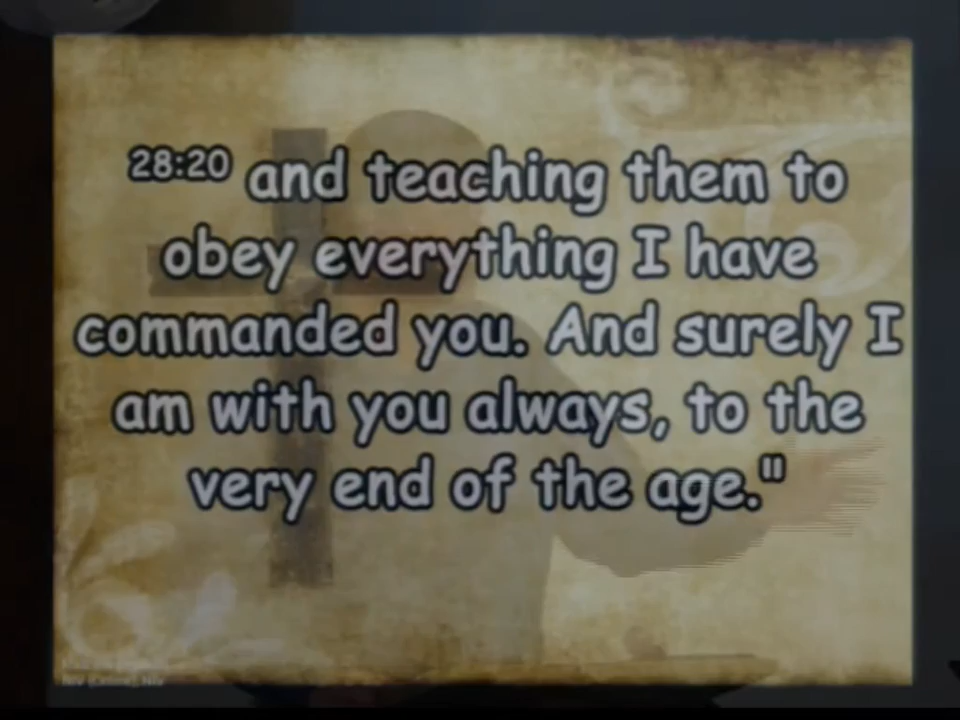 28:20 and teaching them to
obey everything I have
commanded you. And surely I
am with you always, to the
very end of the age."